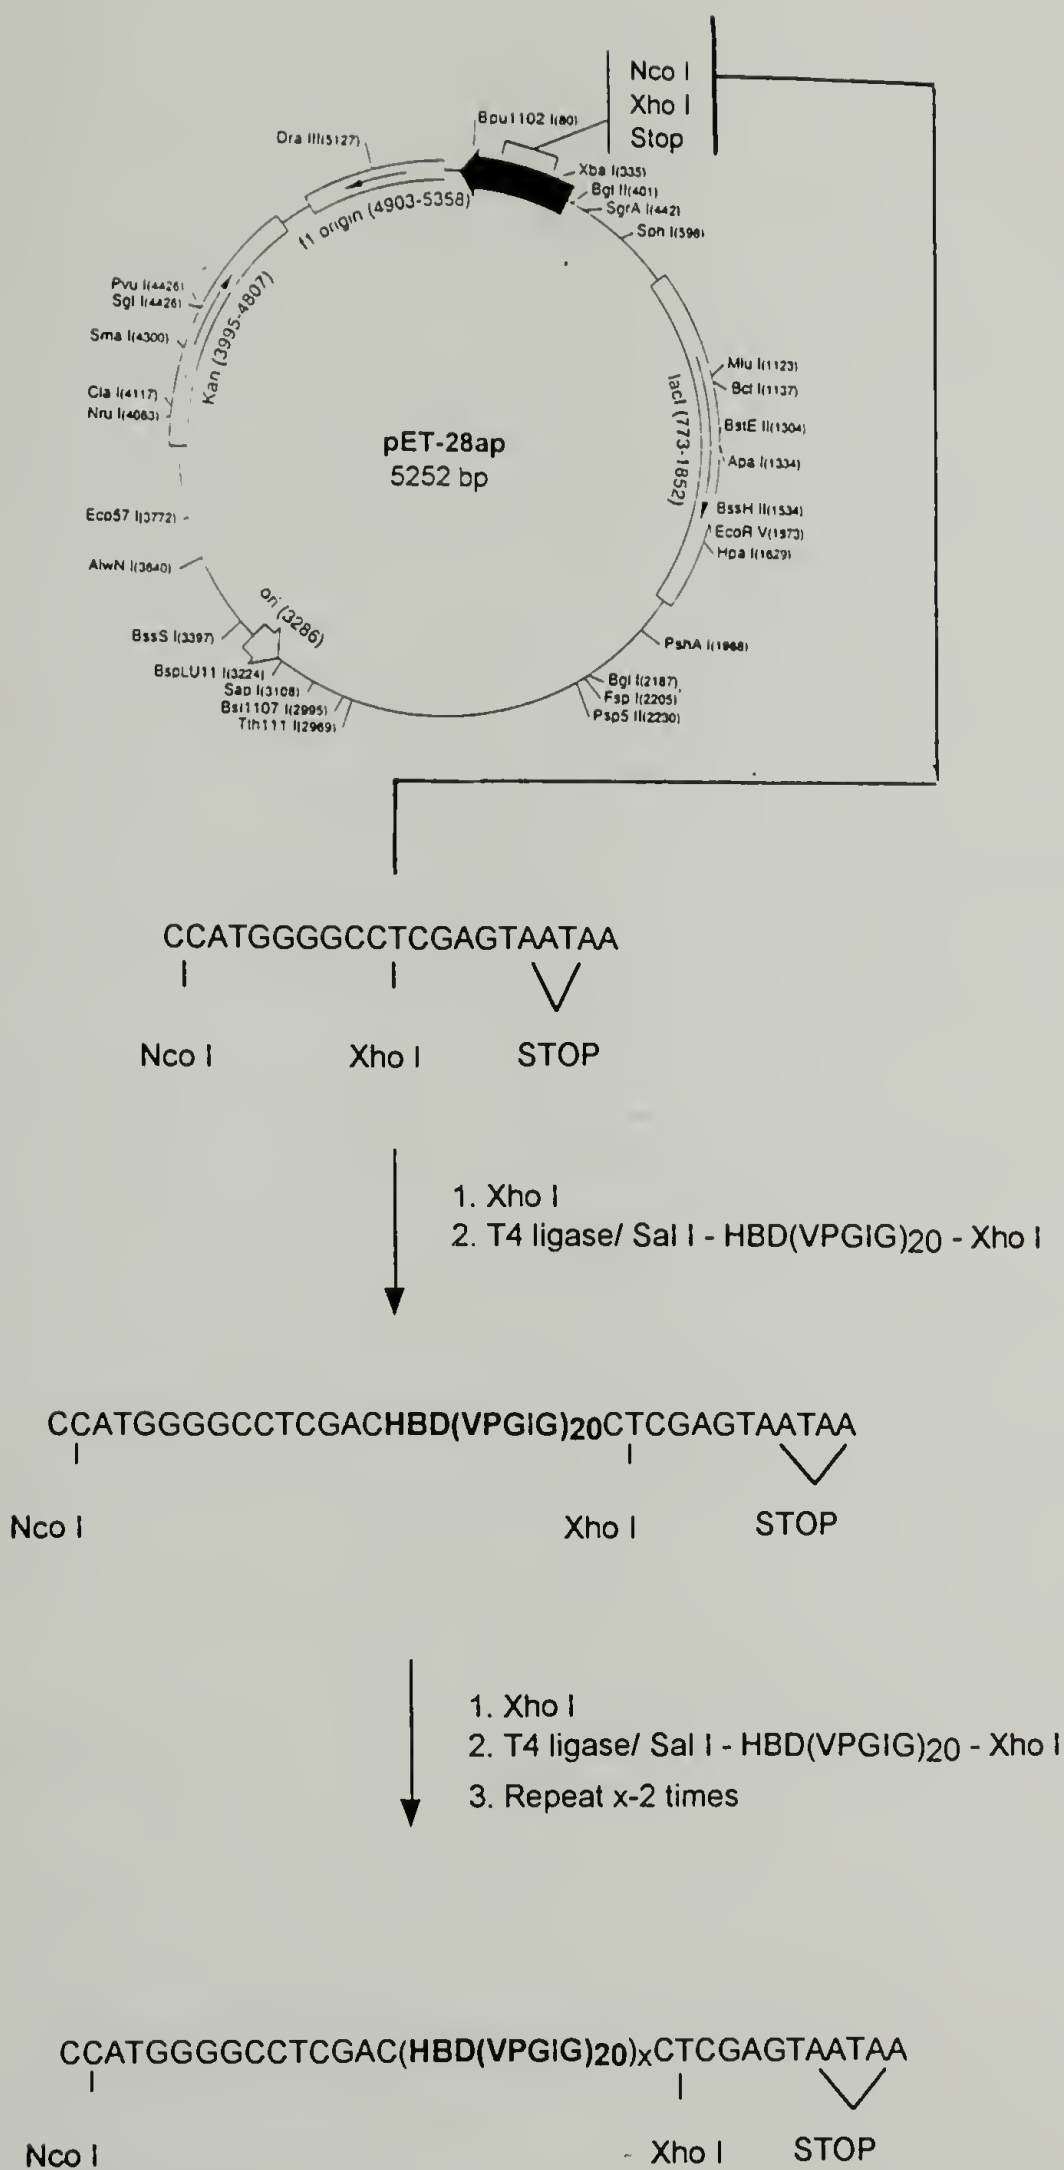 Nco I
Xho I
Stop
Bpu1102 I(80)
Dra III(5127)
Xba I(335)
Bgl II(401)
SgrA I(442)
Sph I(598)
f1 origin (4903-5358)
Pvu I(4426)
Sgf I(4426)
Sma I(4300)
Kan (3995-4807)
Cla I(4117)
Nru I(4083)
Mlu I(1123)
Bcl I(1137)
BstE II(1304)
Apa I(1334)
lacI (773-1852)
pET-28ap
5252 bp
BssH II(1534)
EcoR V(1573)
Hpa I(1629)
Eco57 I(3772)
AlwN I(3640)
ori (3286)
BssS I(3397)
BspLU11 I(3224)
Sap I(3108)
Bst1107 I(2995)
Tth111 I(2969)
PshA I(1968)
Bgl I(2187)
Fsp I(2205)
Psp5 II(2230)
CCATGGGGCCTCGAGTAATAA
Nco I Xho I STOP
1. Xho I
2. T4 ligase/ Sal I - HBD(VPGIG)20 - Xho I
CCATGGGGCCTCGACHBD(VPGIG)20CTCGAGTAATAA
Nco I Xho I STOP
1. Xho I
2. T4 ligase/ Sal I - HBD(VPGIG)20 - Xho I
3. Repeat x-2 times
CCATGGGGCCTCGAC(HBD(VPGIG)20)xCTCGAGTAATAA
Nco I - Xho I STOP